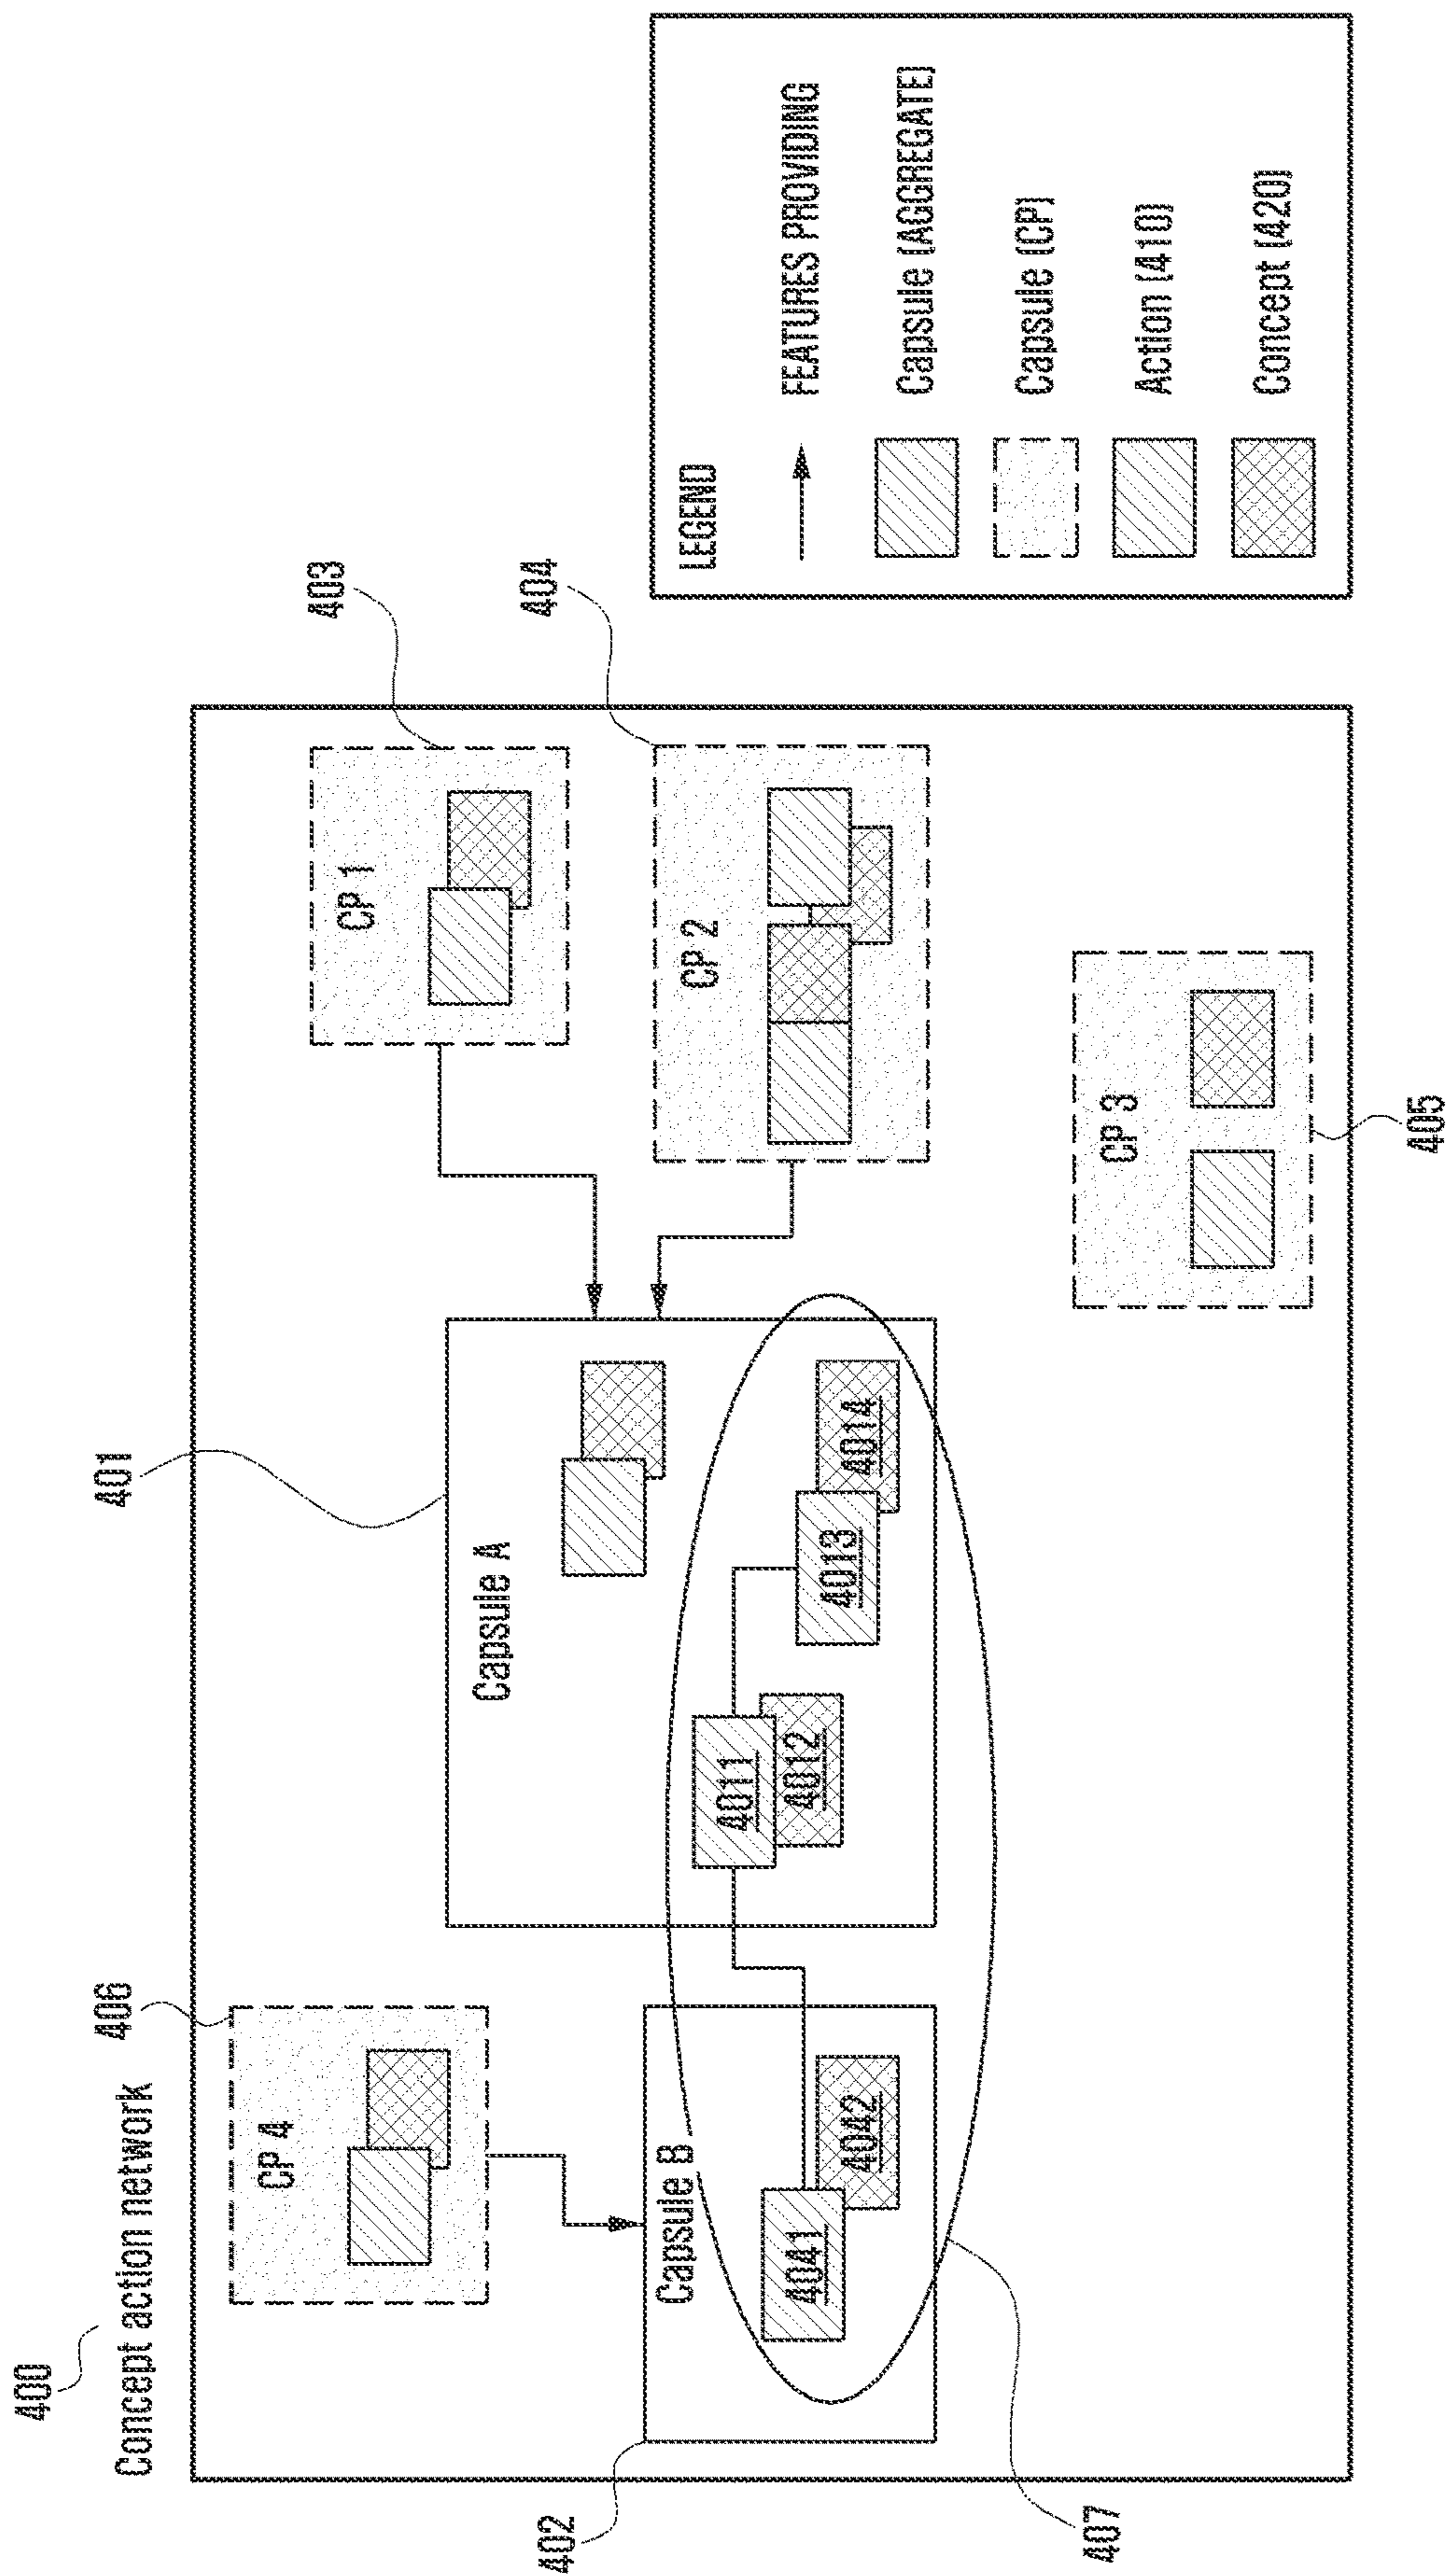 400
Concept action network
406
401
403
CP 4
CP 1
404
Capsule A
402
Capsule B
CP 2
4041
4042
4011
4012
4013
4014
CP 3
407
405
LEGEND
FEATURES PROVIDING
Capsule (AGGREGATE)
Capsule (CP)
Action (410)
Concept (420)